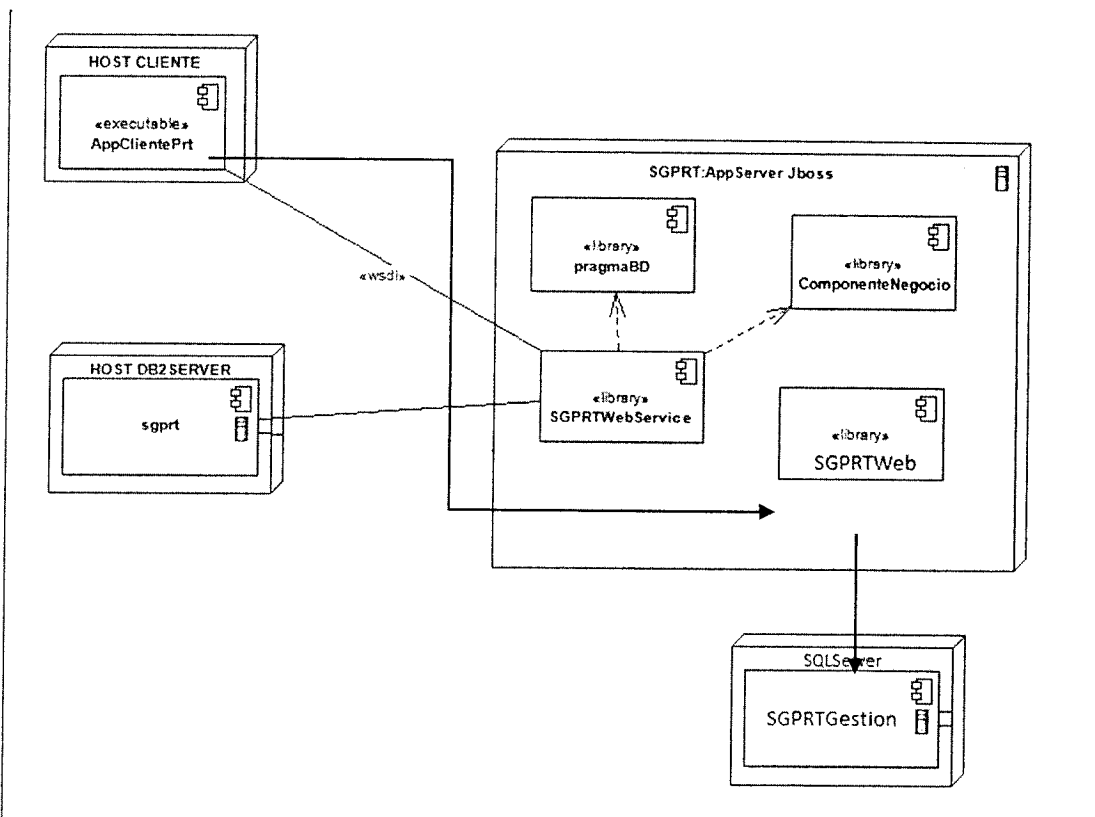 HOST CLIENTE
«executable»
AppClientePrt
SGPRT:AppServer Jboss
«library»
pragmaBD
«library»
ComponenteNegocio
«wsdl»
HOST DB2SERVER
sgprt
«library»
SGPRTWebService
«library»
SGPRTWeb
SQLServer
SGPRTGestion